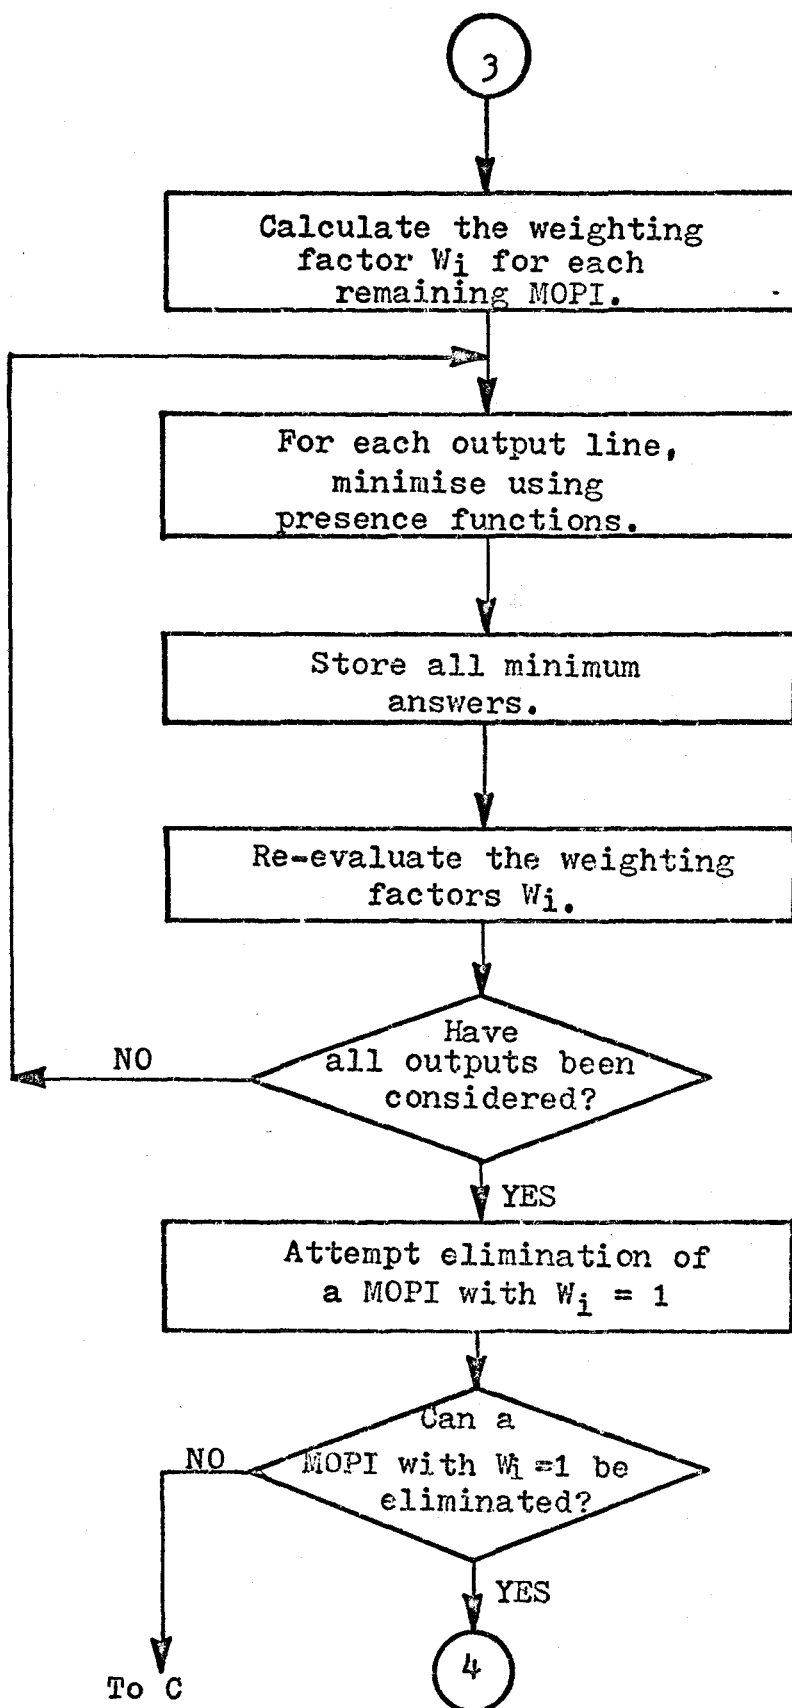 3
Calculate the weighting
factor Wi for each
remaining MOPI.
For each output line,
minimise using
presence functions.
Store all minimum
answers.
Re-evaluate the weighting
factors Wi.
Have
all outputs been
considered?
NO
YES
Attempt elimination of
a MOPI with Wi = 1
Can a
MOPI with Wi =1 be
eliminated?
NO
YES
To C
4